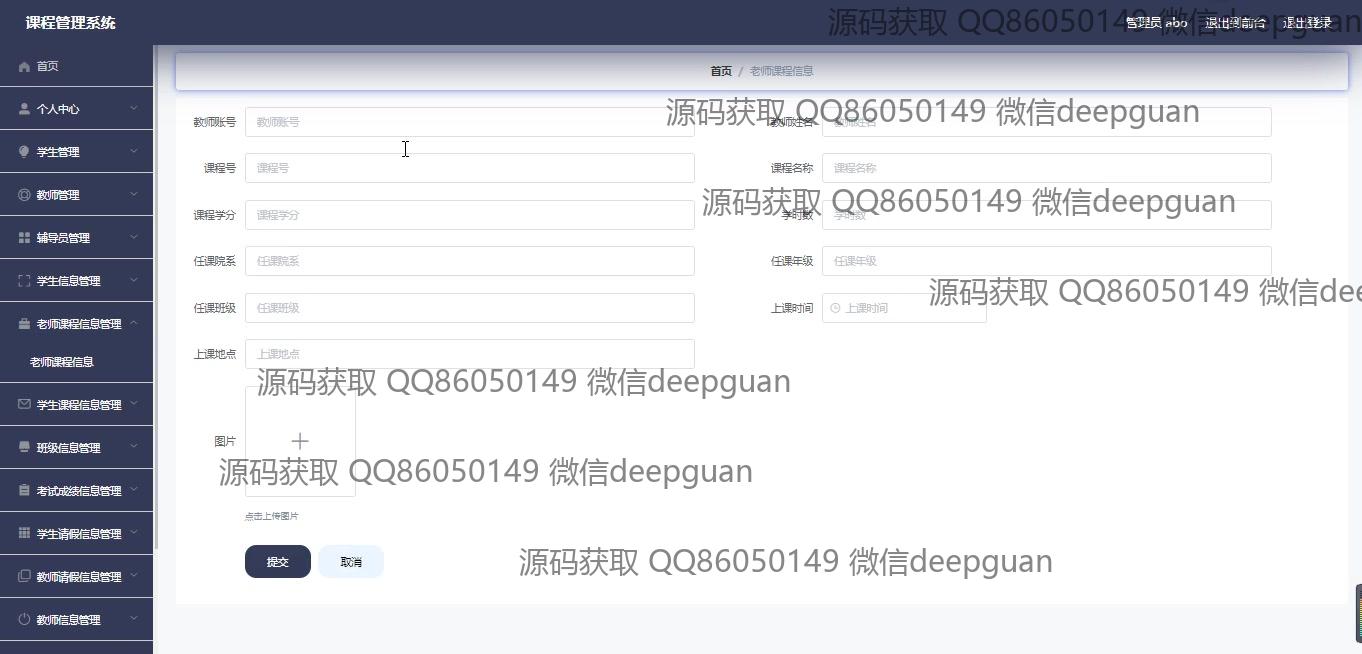 课程管理系统
源码获取 QQ86050149 微信deepguan
管理员 abo 退出到前台 退出登录
首页
个人中心
学生管理
教师管理
辅导员管理
学生信息管理
老师课程信息管理
老师课程信息
学生课程信息管理
班级信息管理
考试成绩信息管理
学生请假信息管理
教师请假信息管理
教师信息管理
首页 / 老师课程信息
源码获取 QQ86050149 微信deepguan
教师账号 教师账号 教师姓名 教师姓名
课程号 课程号 课程名称 课程名称
源码获取 QQ86050149 微信deepguan
课程学分 课程学分 学时数 学时数
任课院系 任课院系 任课年级 任课年级
源码获取 QQ86050149 微信dee
任课班级 任课班级 上课时间 上课时间
上课地点 上课地点
源码获取 QQ86050149 微信deepguan
图片
源码获取 QQ86050149 微信deepguan
点击上传图片
提交 取消
源码获取 QQ86050149 微信deepguan